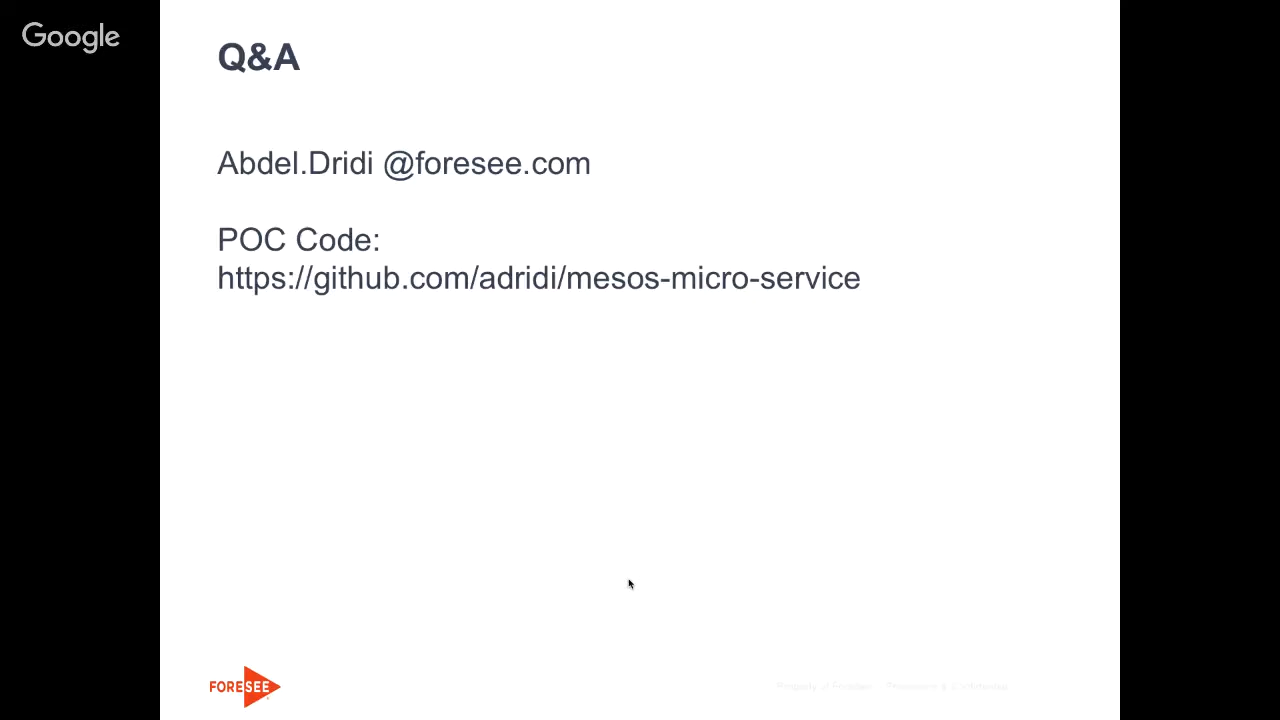 Google
Q&A
Abdel.Dridi @foresee.com
POC Code:
https://github.com/adridi/mesos-micro-service
FORESEE